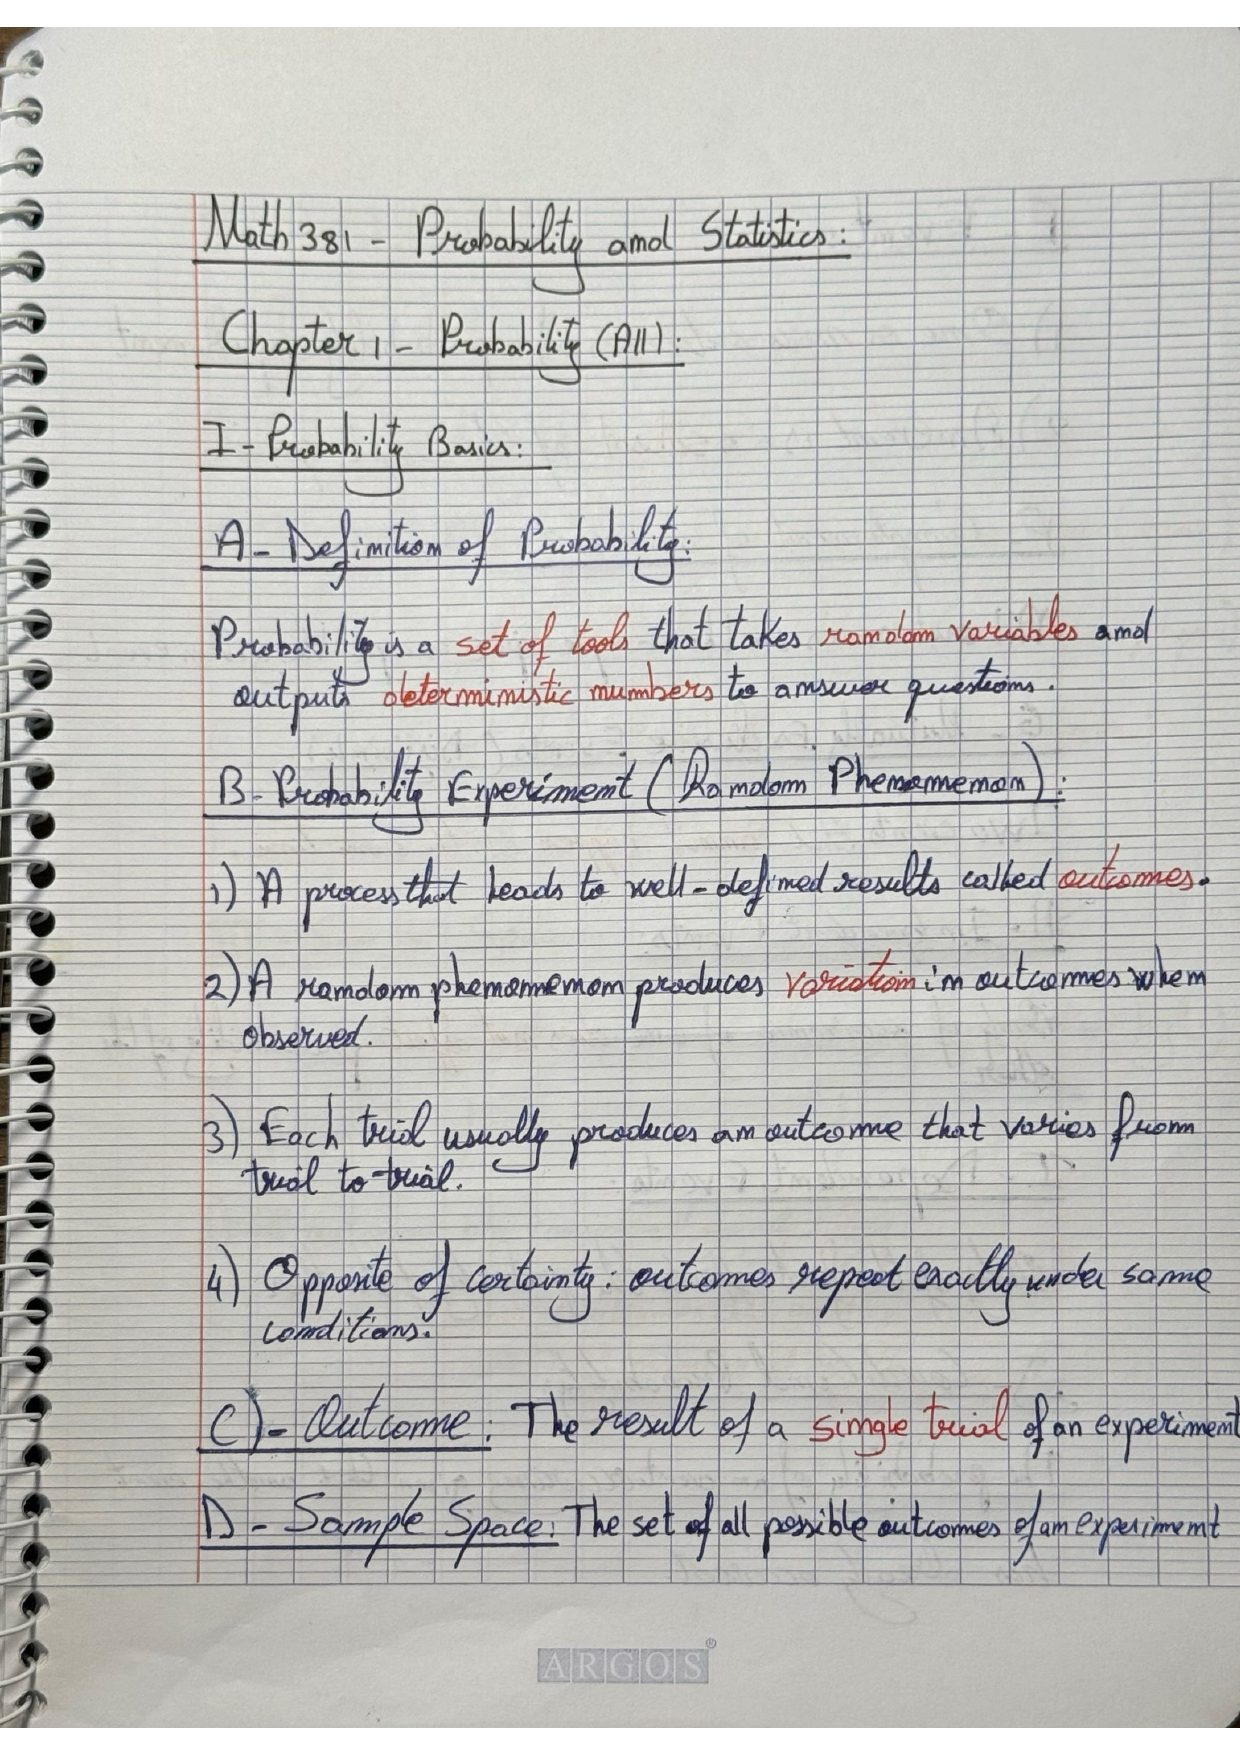 Math 381 - Probability and Statistics:
Chapter 1 - Probability (All):
I - Probability Basics:
A - Definition of Probability:
Probability is a set of tools that takes random variables and
outputs deterministic numbers to answer questions.
B - Probability Experiment (Random Phenomenon):
1) A process that leads to well-defined results called outcomes.
2) A random phenomenon produces variation in outcomes when
observed.
3) Each trial usually produces an outcome that varies from
trial to trial.
4) Opposite of certainty: outcomes repeat exactly under same
conditions.
C) - Outcome: The result of a single trial of an experiment
D - Sample Space: The set of all possible outcomes of an experiment
ARGOS®